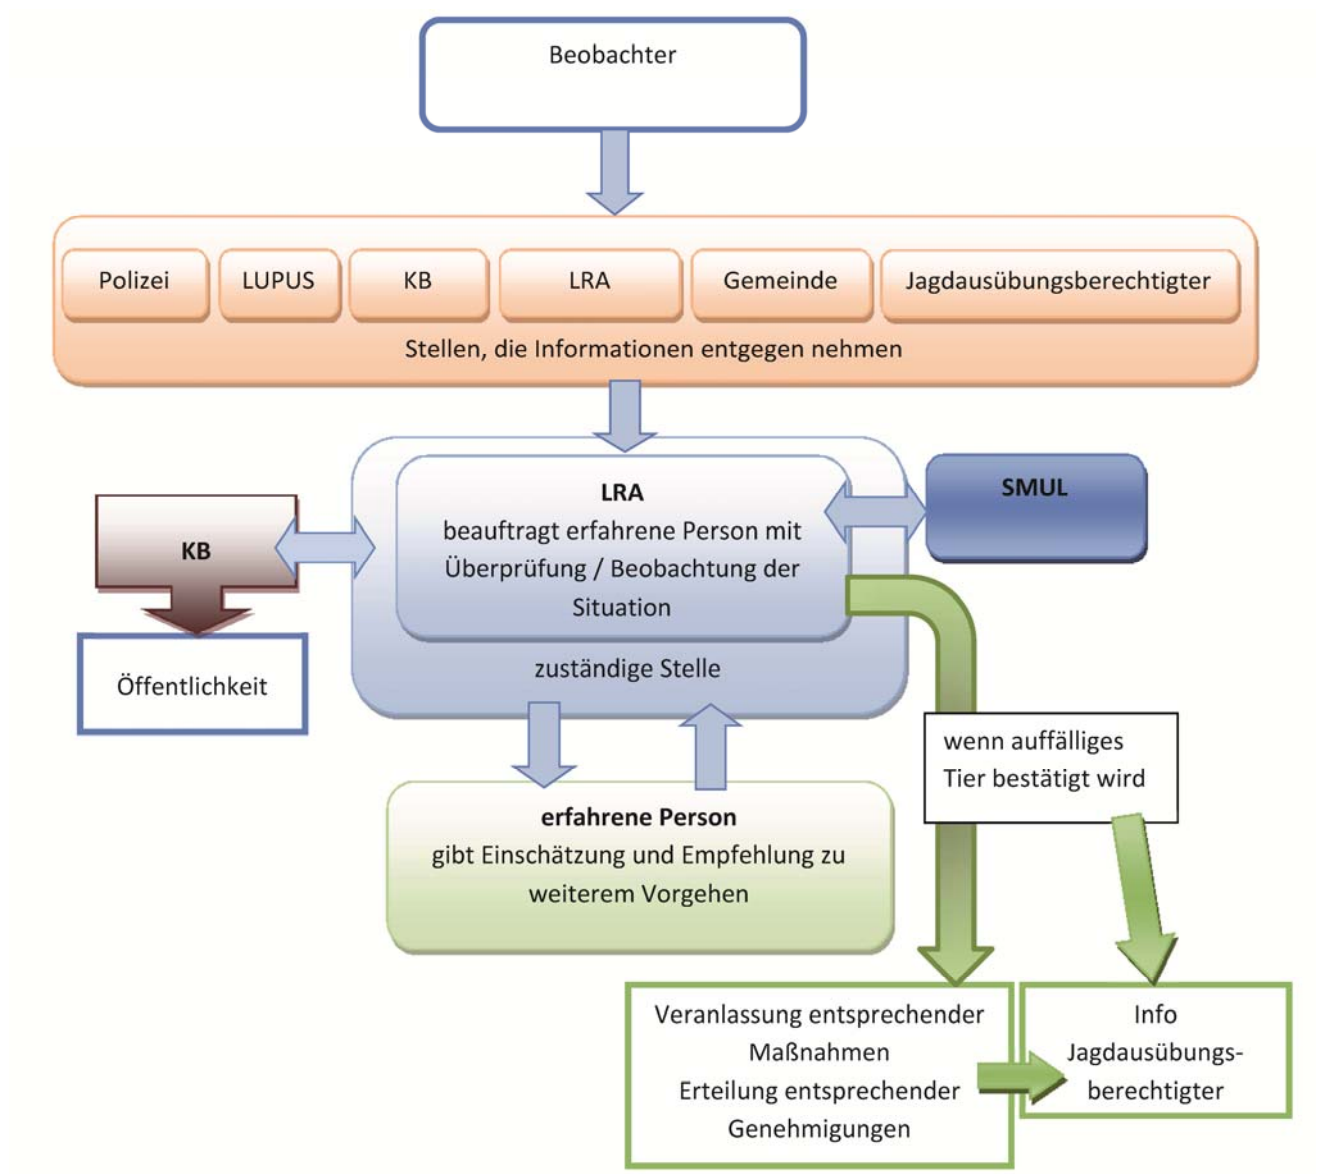 Beobachter
Polizei
LUPUS
KB
LRA
Gemeinde
Jagdausübungsberechtigter
Stellen, die Informationen entgegen nehmen
LRA
beauftragt erfahrene Person mit
Überprüfung / Beobachtung der
Situation
zuständige Stelle
SMUL
KB
Öffentlichkeit
wenn auffälliges
Tier bestätigt wird
erfahrene Person
gibt Einschätzung und Empfehlung zu
weiterem Vorgehen
Veranlassung entsprechender
Maßnahmen
Erteilung entsprechender
Genehmigungen
Info
Jagdausübungs-
berechtigter